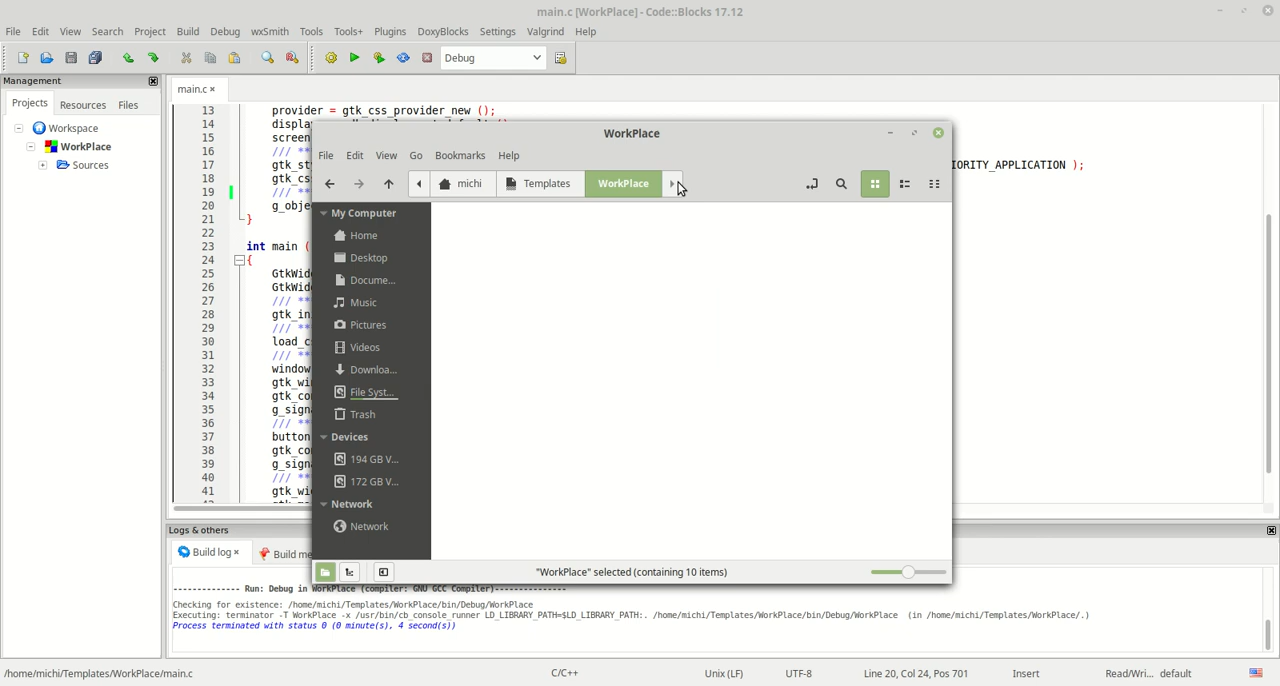 main.c [WorkPlace] - Code::Blocks 17.12
File Edit View Search Project Build Debug wxSmith Tools Tools+ Plugins DoxyBlocks Settings Valgrind Help
Debug
Management
Projects Resources Files
Workspace
WorkPlace
Sources
main.c
13 provider = gtk_css_provider_new ();
14
15 screen
16 /// **
17 IORITY_APPLICATION );
18
19 /// **
20 g_obje
21 }
22
23 int main (
24 {
25 GtkWid
26 GtkWid
27 /// **
28 gtk_in
29 /// **
30 load_c
31 /// **
32 window
33 gtk_wi
34 gtk_co
35 g_signa
36 /// **
37 button
38 gtk_co
39 g_signa
40 /// **
41 gtk_wi
WorkPlace
File Edit View Go Bookmarks Help
michi Templates WorkPlace
My Computer
Home
Desktop
Docume...
Music
Pictures
Videos
Downloa...
File Syst...
Trash
Devices
194 GB V...
172 GB V...
Network
Network
"WorkPlace" selected (containing 10 items)
Logs & others
Build log Build me
-------------- Run: Debug in WorkPlace (compiler: GNU GCC Compiler)---------------
Checking for existence: /home/michi/Templates/WorkPlace/bin/Debug/WorkPlace
Executing: terminator -T WorkPlace -x /usr/bin/cb_console_runner LD_LIBRARY_PATH=$LD_LIBRARY_PATH:. /home/michi/Templates/WorkPlace/bin/Debug/WorkPlace (in /home/michi/Templates/WorkPlace/.)
Process terminated with status 0 (0 minute(s), 4 second(s))
/home/michi/Templates/WorkPlace/main.c C/C++ Unix (LF) UTF-8 Line 20, Col 24, Pos 701 Insert Read/Wri... default